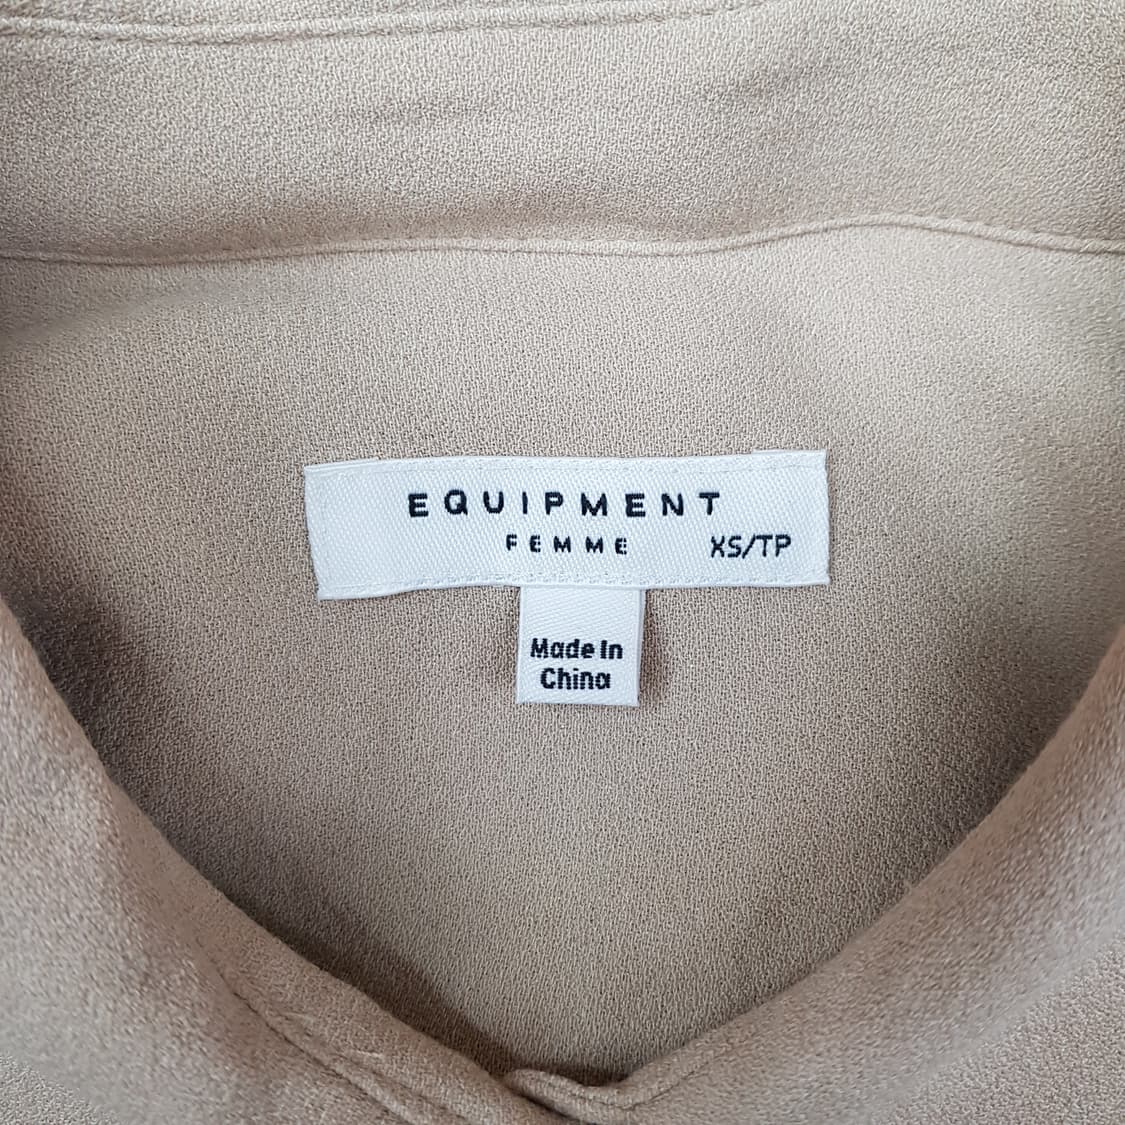 EQUIPMENT
FEMME XS/TP
Made In
China